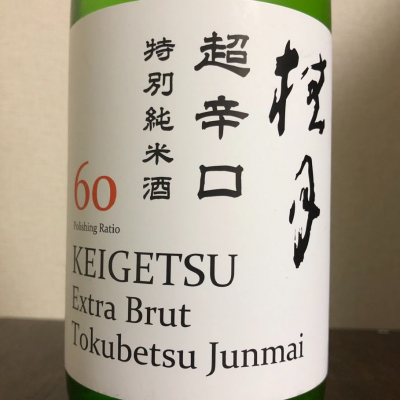 桂月
超辛口
特別純米酒
60
Polishing Ratio
KEIGETSU
Extra Brut
Tokubetsu Junmai